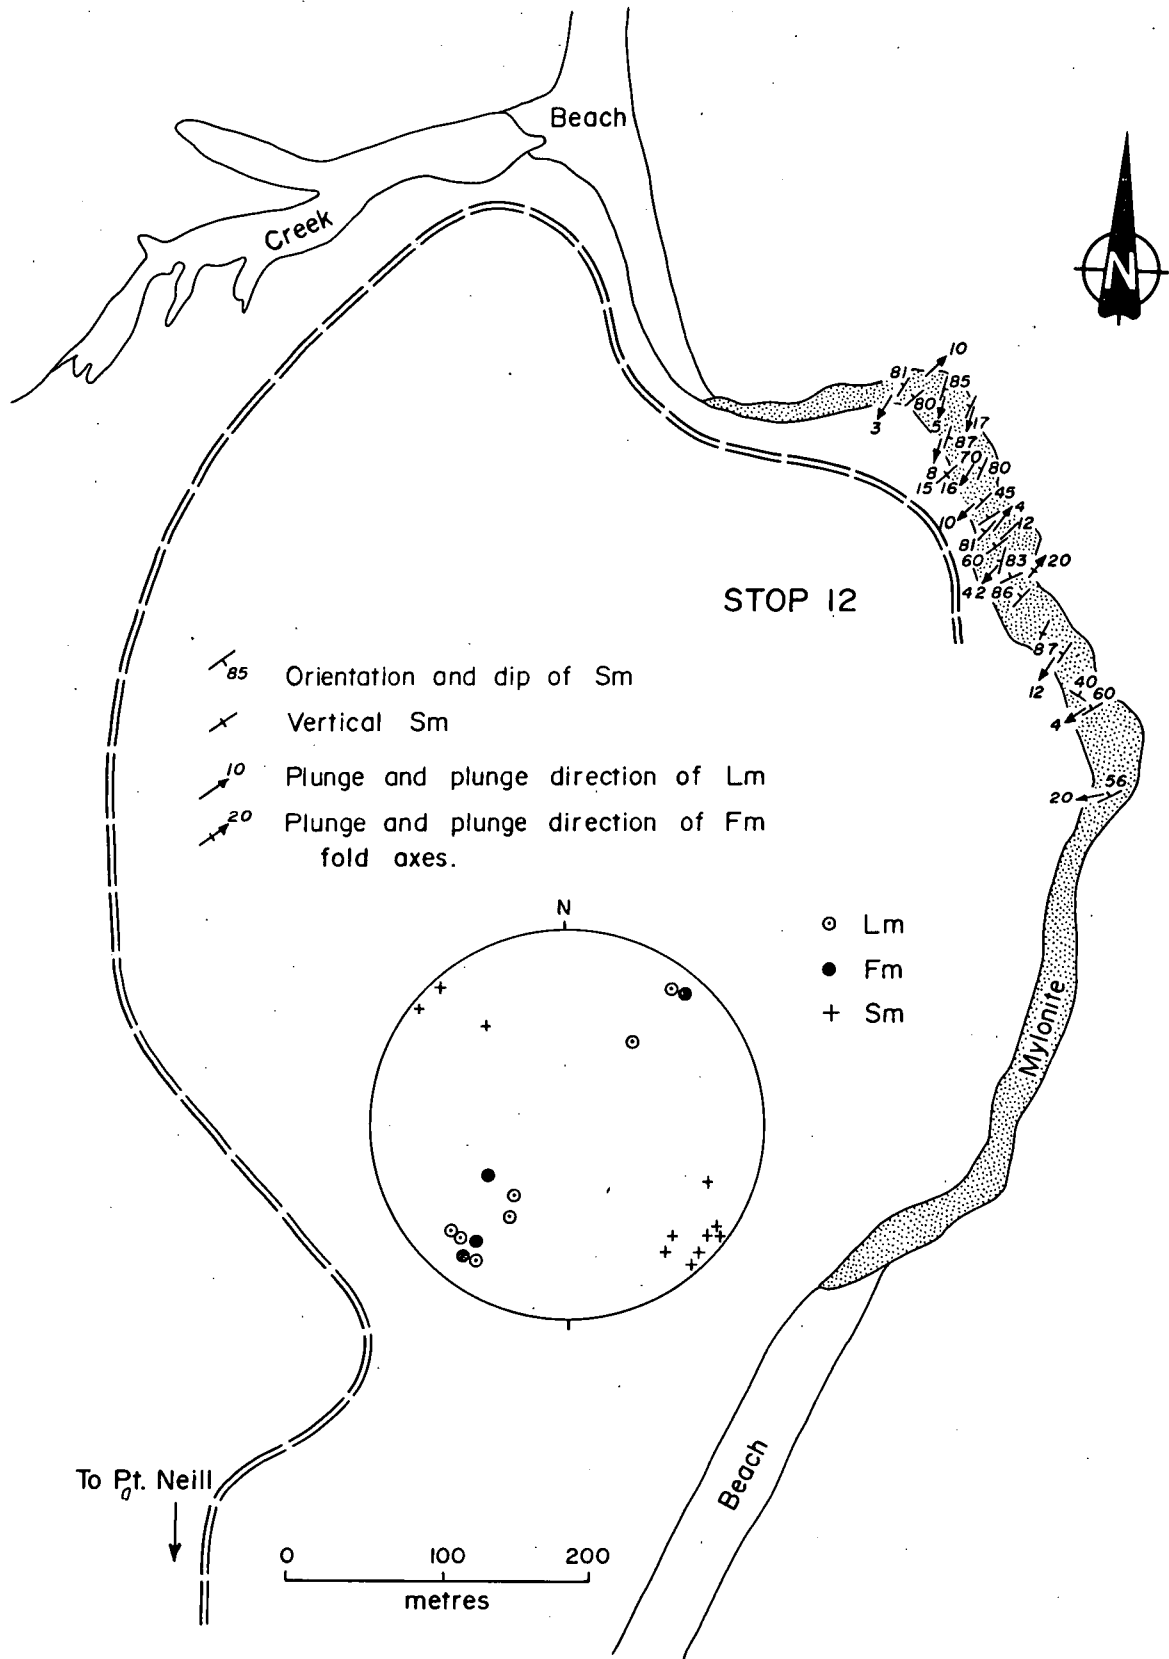 Beach
Creek
N
10
81
85
80
5
3
17
87
70
8
80
15
16
45
4
10
12
81
60
83
20
42
86
STOP 12
87
12
40
60
4
56
20
85 Orientation and dip of Sm
Vertical Sm
10 Plunge and plunge direction of Lm
20 Plunge and plunge direction of Fm
fold axes.
N
Lm
Fm
Sm
Mylonite
Beach
To Pt. Neill
0 100 200
metres